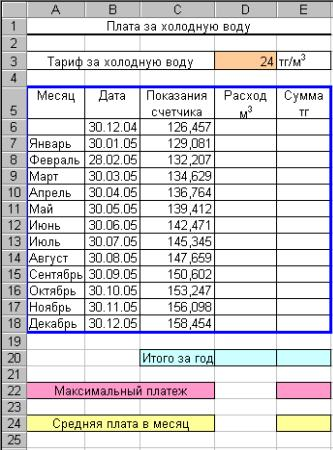 A B C D E
1 Плата за холодную воду
2
3 Тариф за холодную воду 24 тг/м³
4
5 Месяц Дата Показания счетчика Расход м³ Сумма тг
6 30.12.04 126,457
7 Январь 30.01.05 129,081
8 Февраль 28.02.05 132,207
9 Март 30.03.05 134,629
10 Апрель 30.04.05 136,764
11 Май 30.05.05 139,412
12 Июнь 30.06.05 142,471
13 Июль 30.07.05 145,345
14 Август 30.08.05 147,659
15 Сентябрь 30.09.05 150,602
16 Октябрь 30.10.05 153,247
17 Ноябрь 30.11.05 156,098
18 Декабрь 30.12.05 158,454
19
20 Итого за год
21
22 Максимальный платеж
23
24 Средняя плата в месяц
25